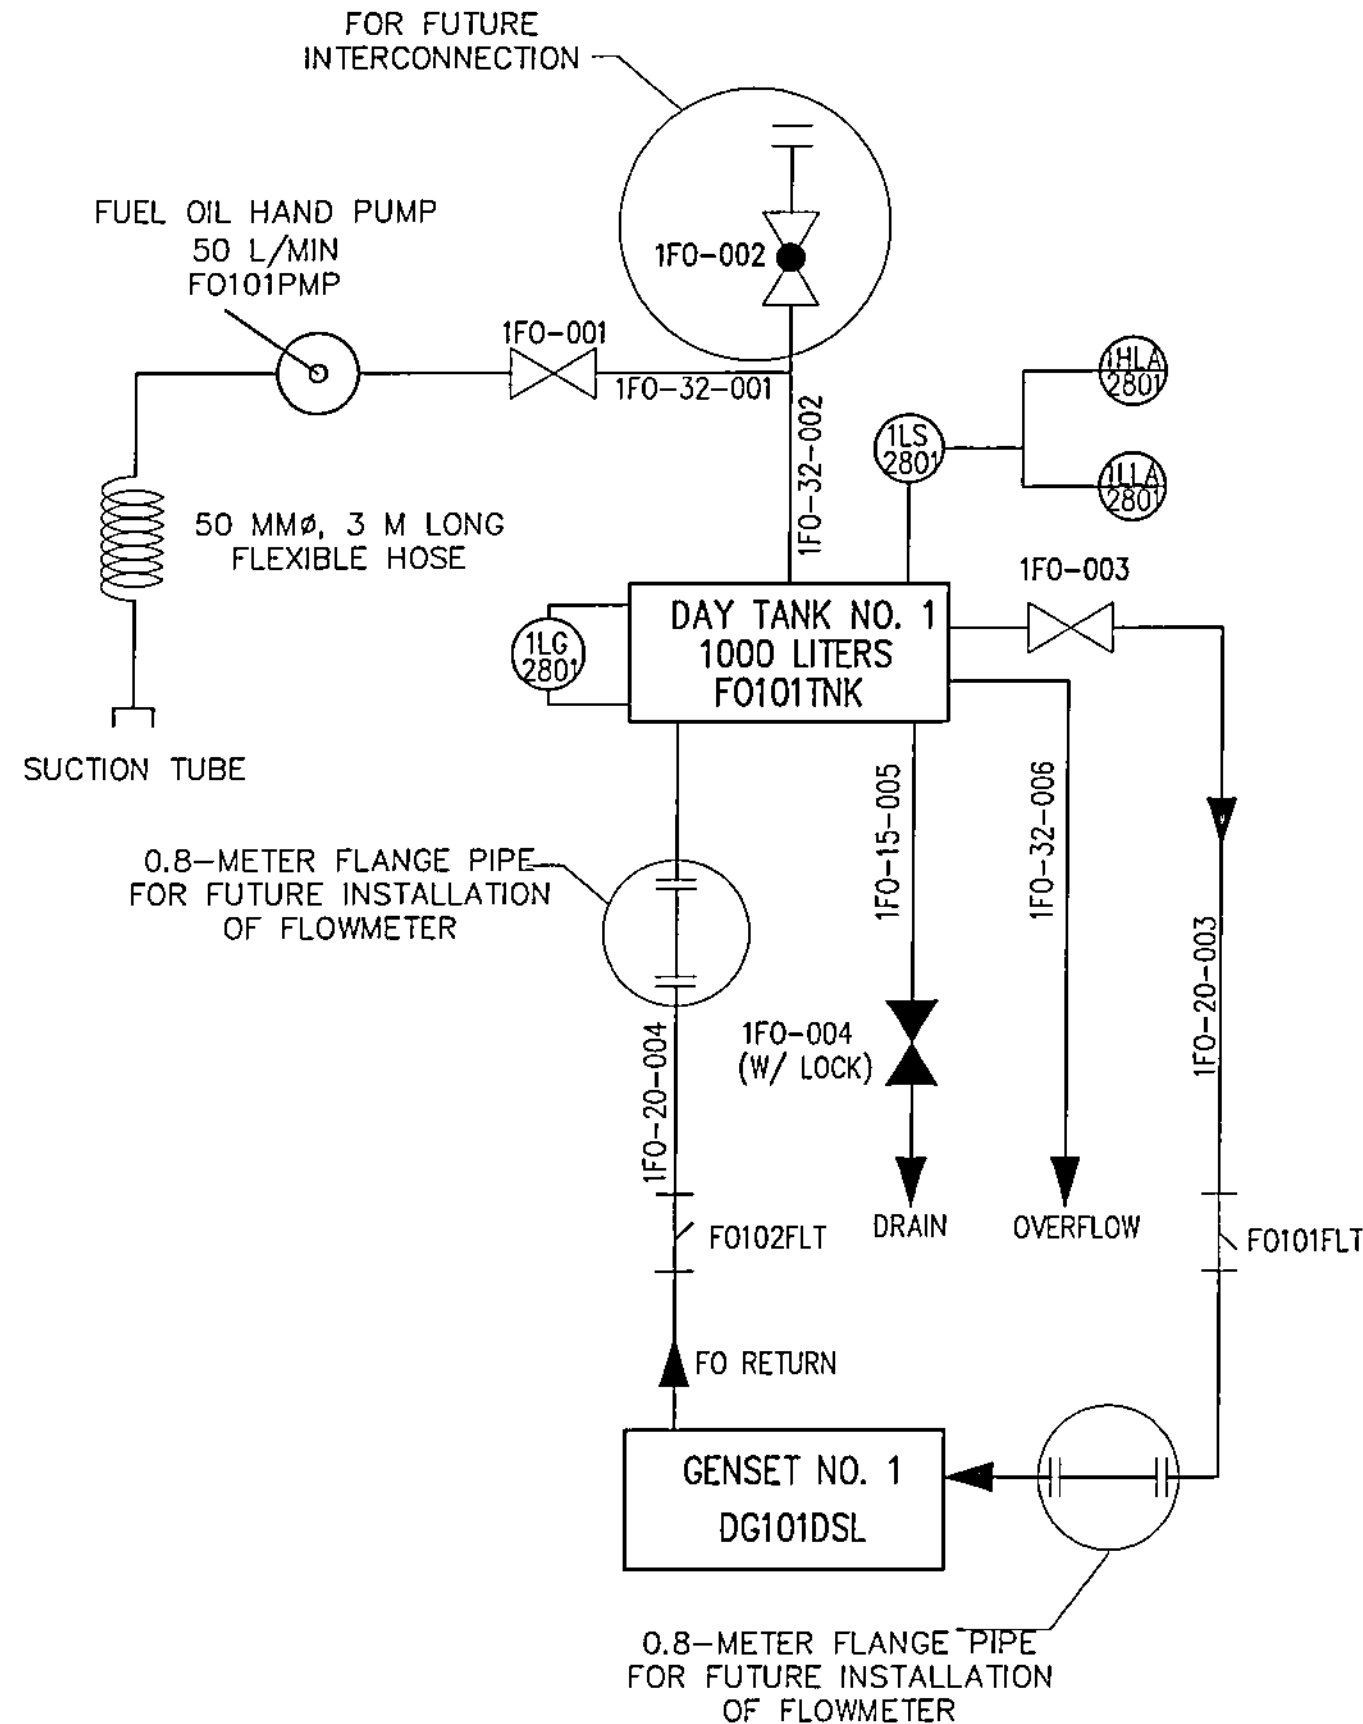 FOR FUTURE
INTERCONNECTION
FUEL OIL HAND PUMP
50 L/MIN
FO101PMP
1FO-002
1FO-001
1FO-32-001
1FO-32-002
1HLA
2801
1LS
2801
1LLA
2801
50 MMØ, 3 M LONG
FLEXIBLE HOSE
1FO-003
DAY TANK NO. 1
1000 LITERS
FO101TNK
1LG
2801
SUCTION TUBE
0.8-METER FLANGE PIPE
FOR FUTURE INSTALLATION
OF FLOWMETER
1FO-15-005
1FO-32-006
1FO-20-003
1FO-20-004
1FO-004
(W/ LOCK)
DRAIN
OVERFLOW
FO102FLT
FO101FLT
FO RETURN
GENSET NO. 1
DG101DSL
0.8-METER FLANGE PIPE
FOR FUTURE INSTALLATION
OF FLOWMETER